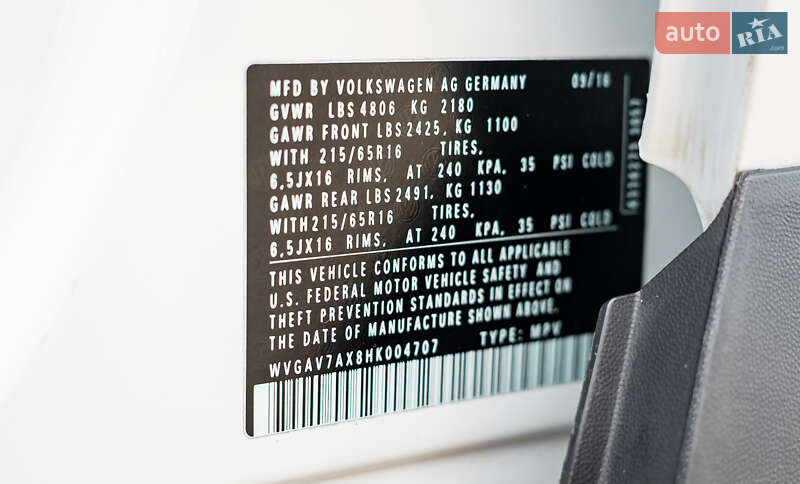 auto RIA
MFD BY VOLKSWAGEN AG GERMANY 09/16
GVWR LBS 4806 KG 2180
GAWR FRONT LBS 2425, KG 1100
WITH 215/65R16 TIRES,
6,5JX16 RIMS, AT 240 KPA, 35 PSI COLD
GAWR REAR LBS 2491, KG 1130
WITH 215/65R16 TIRES,
6,5JX16 RIMS, AT 240 KPA, 35 PSI COLD
THIS VEHICLE CONFORMS TO ALL APPLICABLE
U.S. FEDERAL MOTOR VEHICLE SAFETY AND
THEFT PREVENTION STANDARDS IN EFFECT ON
THE DATE OF MANUFACTURE SHOWN ABOVE.
WVGAV7AX8HK004707 TYPE: MPV